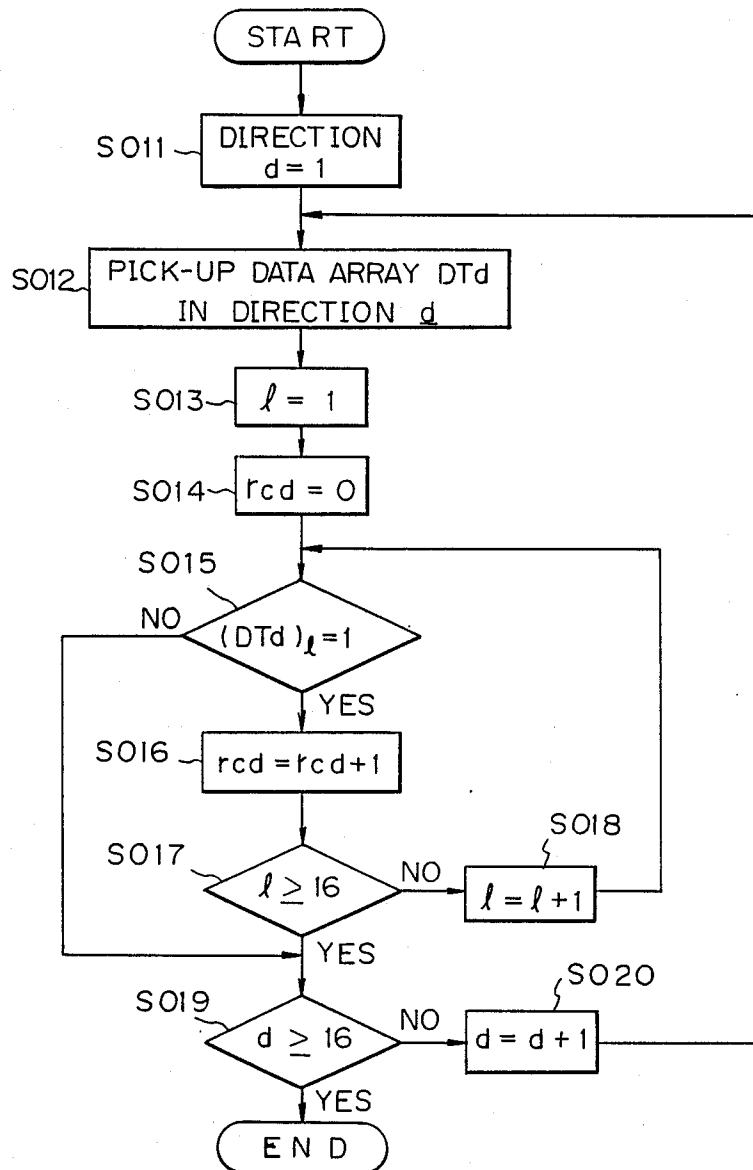 START
S011
DIRECTION
d = 1
S012
PICK-UP DATA ARRAY DTd
IN DIRECTION d
S013
ℓ = 1
S014
rcd = 0
S015
NO
(DTd)ℓ = 1
YES
S016
rcd = rcd+1
S017
ℓ ≥ 16
NO
S018
ℓ = ℓ +1
YES
S019
d ≥ 16
NO
S020
d = d +1
YES
END